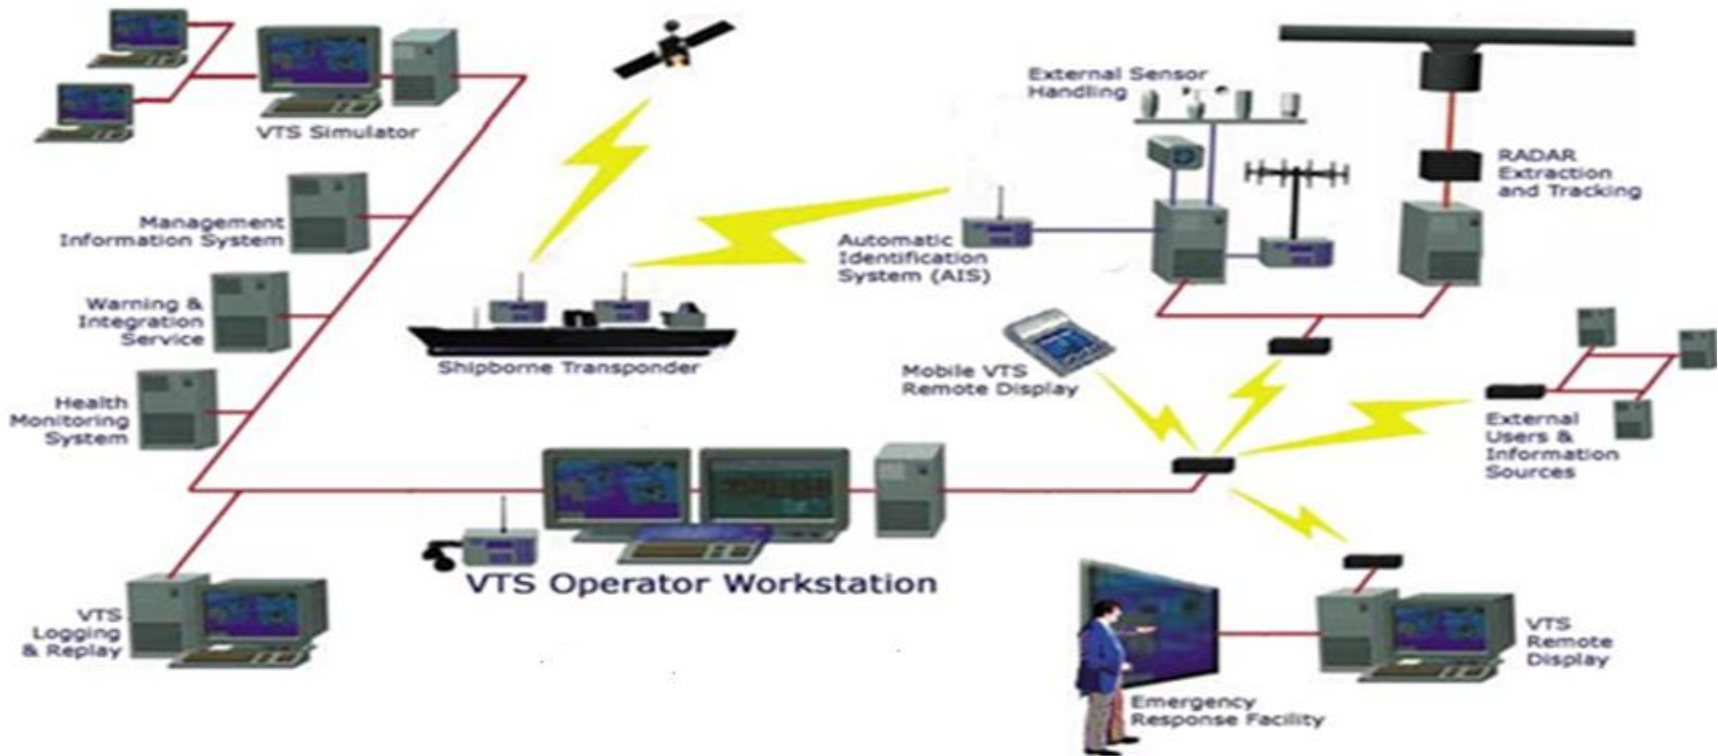 VTS Simulator
External Sensor
Handling
RADAR
Extraction
and Tracking
Management
Information System
Automatic
Identification
System (AIS)
Warning &
Integration
Service
Shipborne Transponder
Mobile VTS
Remote Display
Health
Monitoring
System
External
Users &
Information
Sources
VTS Operator Workstation
VTS
Logging
& Replay
VTS
Remote
Display
Emergency
Response Facility